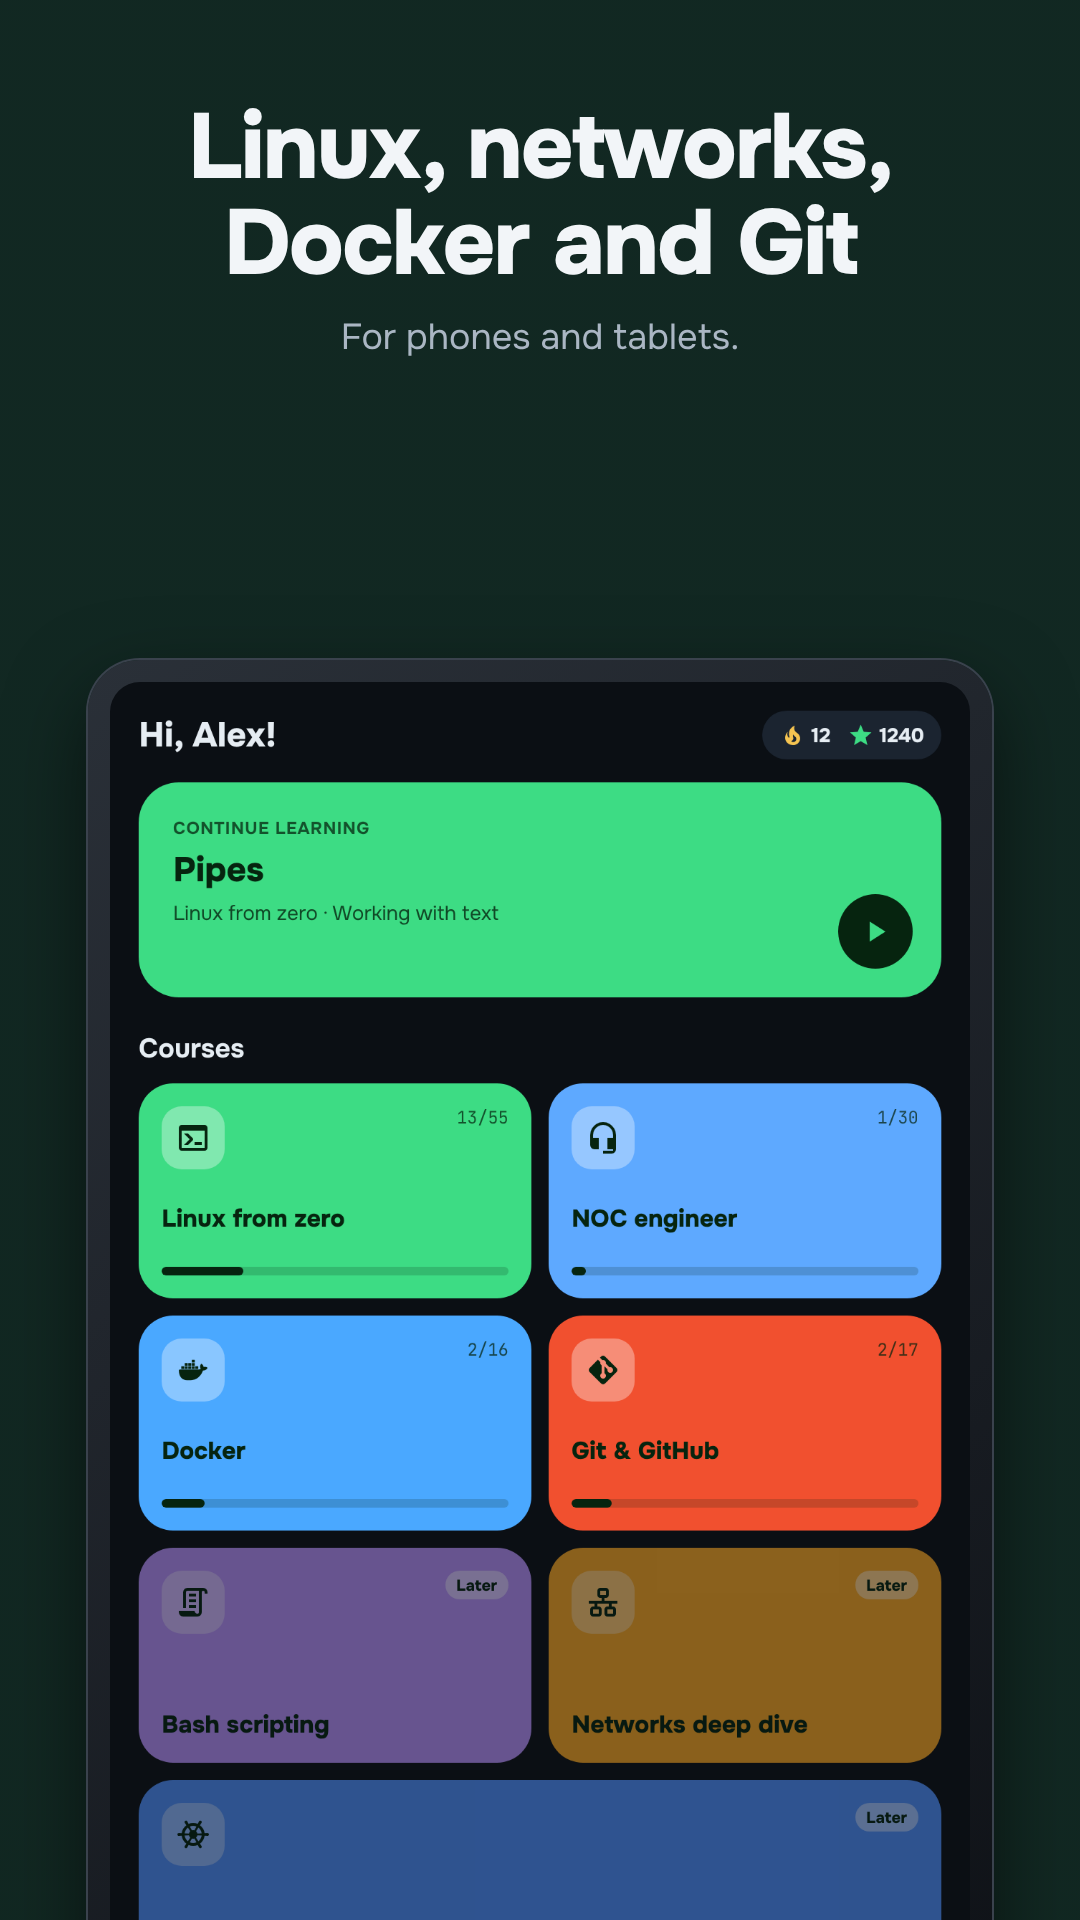 Linux, networks,
Docker and Git
For phones and tablets.
Hi, Alex!
12 1240
CONTINUE LEARNING
Pipes
Linux from zero · Working with text
Courses
13/55
Linux from zero
1/30
NOC engineer
2/16
Docker
2/17
Git & GitHub
Later
Bash scripting
Later
Networks deep dive
Later